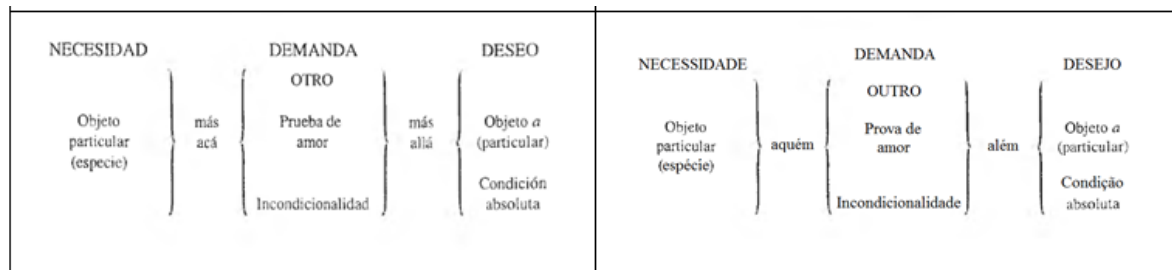 NECESIDAD DEMANDA DESEO
OTRO
Objeto más Prueba de más Objeto a
particular acá amor allá (particular)
(especie)
Condición
Incondicionalidad absoluta
NECESSIDADE DEMANDA DESEJO
OUTRO
Objeto Prova de Objeto a
particular aquém amor além (particular)
(espécie)
Condição
Incondicionalidade absoluta